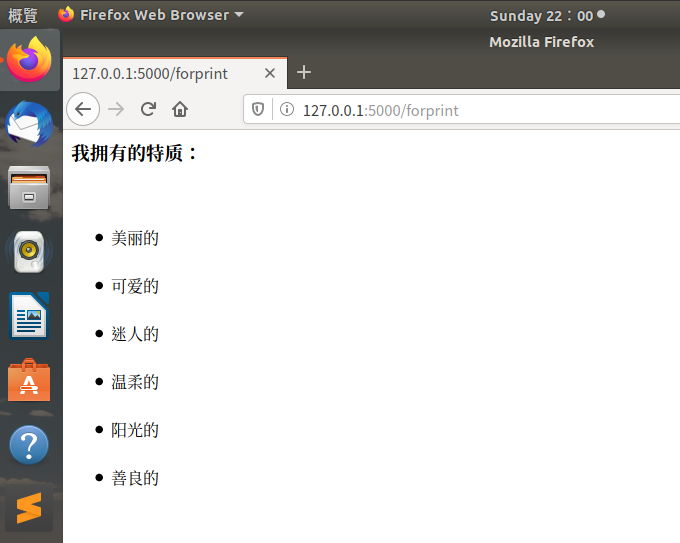 概覽 Firefox Web Browser Sunday 22：00
Mozilla Firefox
127.0.0.1:5000/forprint
127.0.0.1:5000/forprint
我拥有的特质：
美丽的
可爱的
迷人的
温柔的
阳光的
善良的